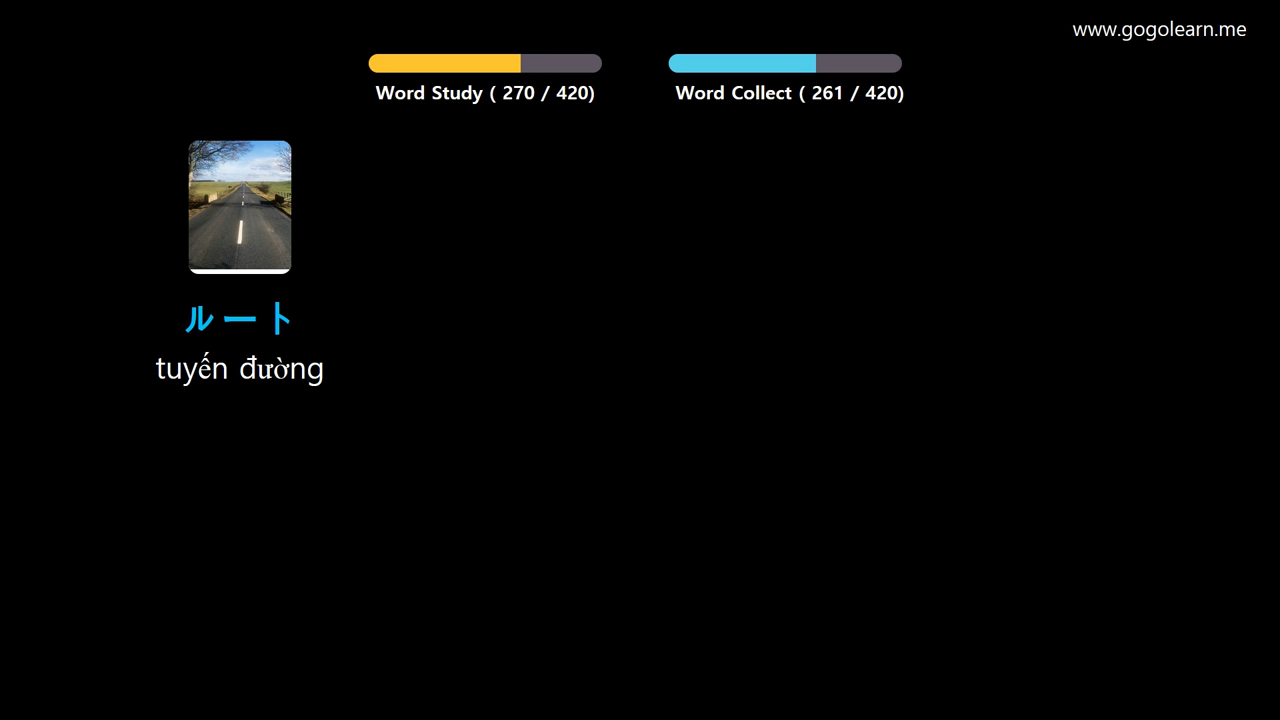 www.gogolearn.me
Word Study ( 270 / 420)
Word Collect ( 261 / 420)
ルート
tuyến đường